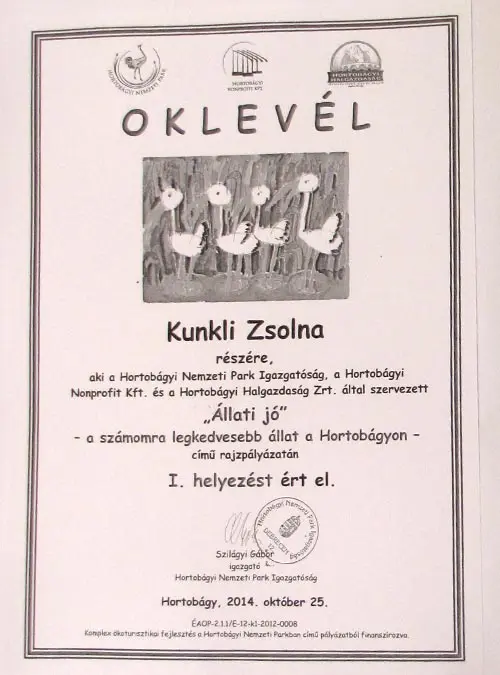 HORTOBÁGYI NEMZETI PARK
HORTOBÁGYI
NONPROFIT KFT.
HORTOBÁGYI
HALGAZDASÁG
OKLEVÉL
Kunkli Zsolna
részére,
aki a Hortobágyi Nemzeti Park Igazgatóság, a Hortobágyi
Nonprofit Kft. és a Hortobágyi Halgazdaság Zrt. által szervezett
„Állati jó”
– a számomra legkedvesebb állat a Hortobágyon –
című rajzpályázatán
I. helyezést ért el.
Hortobágyi Nemzeti Park Igazgatóság
DEBRECEN
Szilágyi Gábor
igazgató
Hortobágyi Nemzeti Park Igazgatóság
Hortobágy, 2014. október 25.
ÉAOP-2.1.1/E-12-k1-2012-0008
Komplex ökoturisztikai fejlesztés a Hortobágyi Nemzeti Parkban című pályázatból finanszírozva.